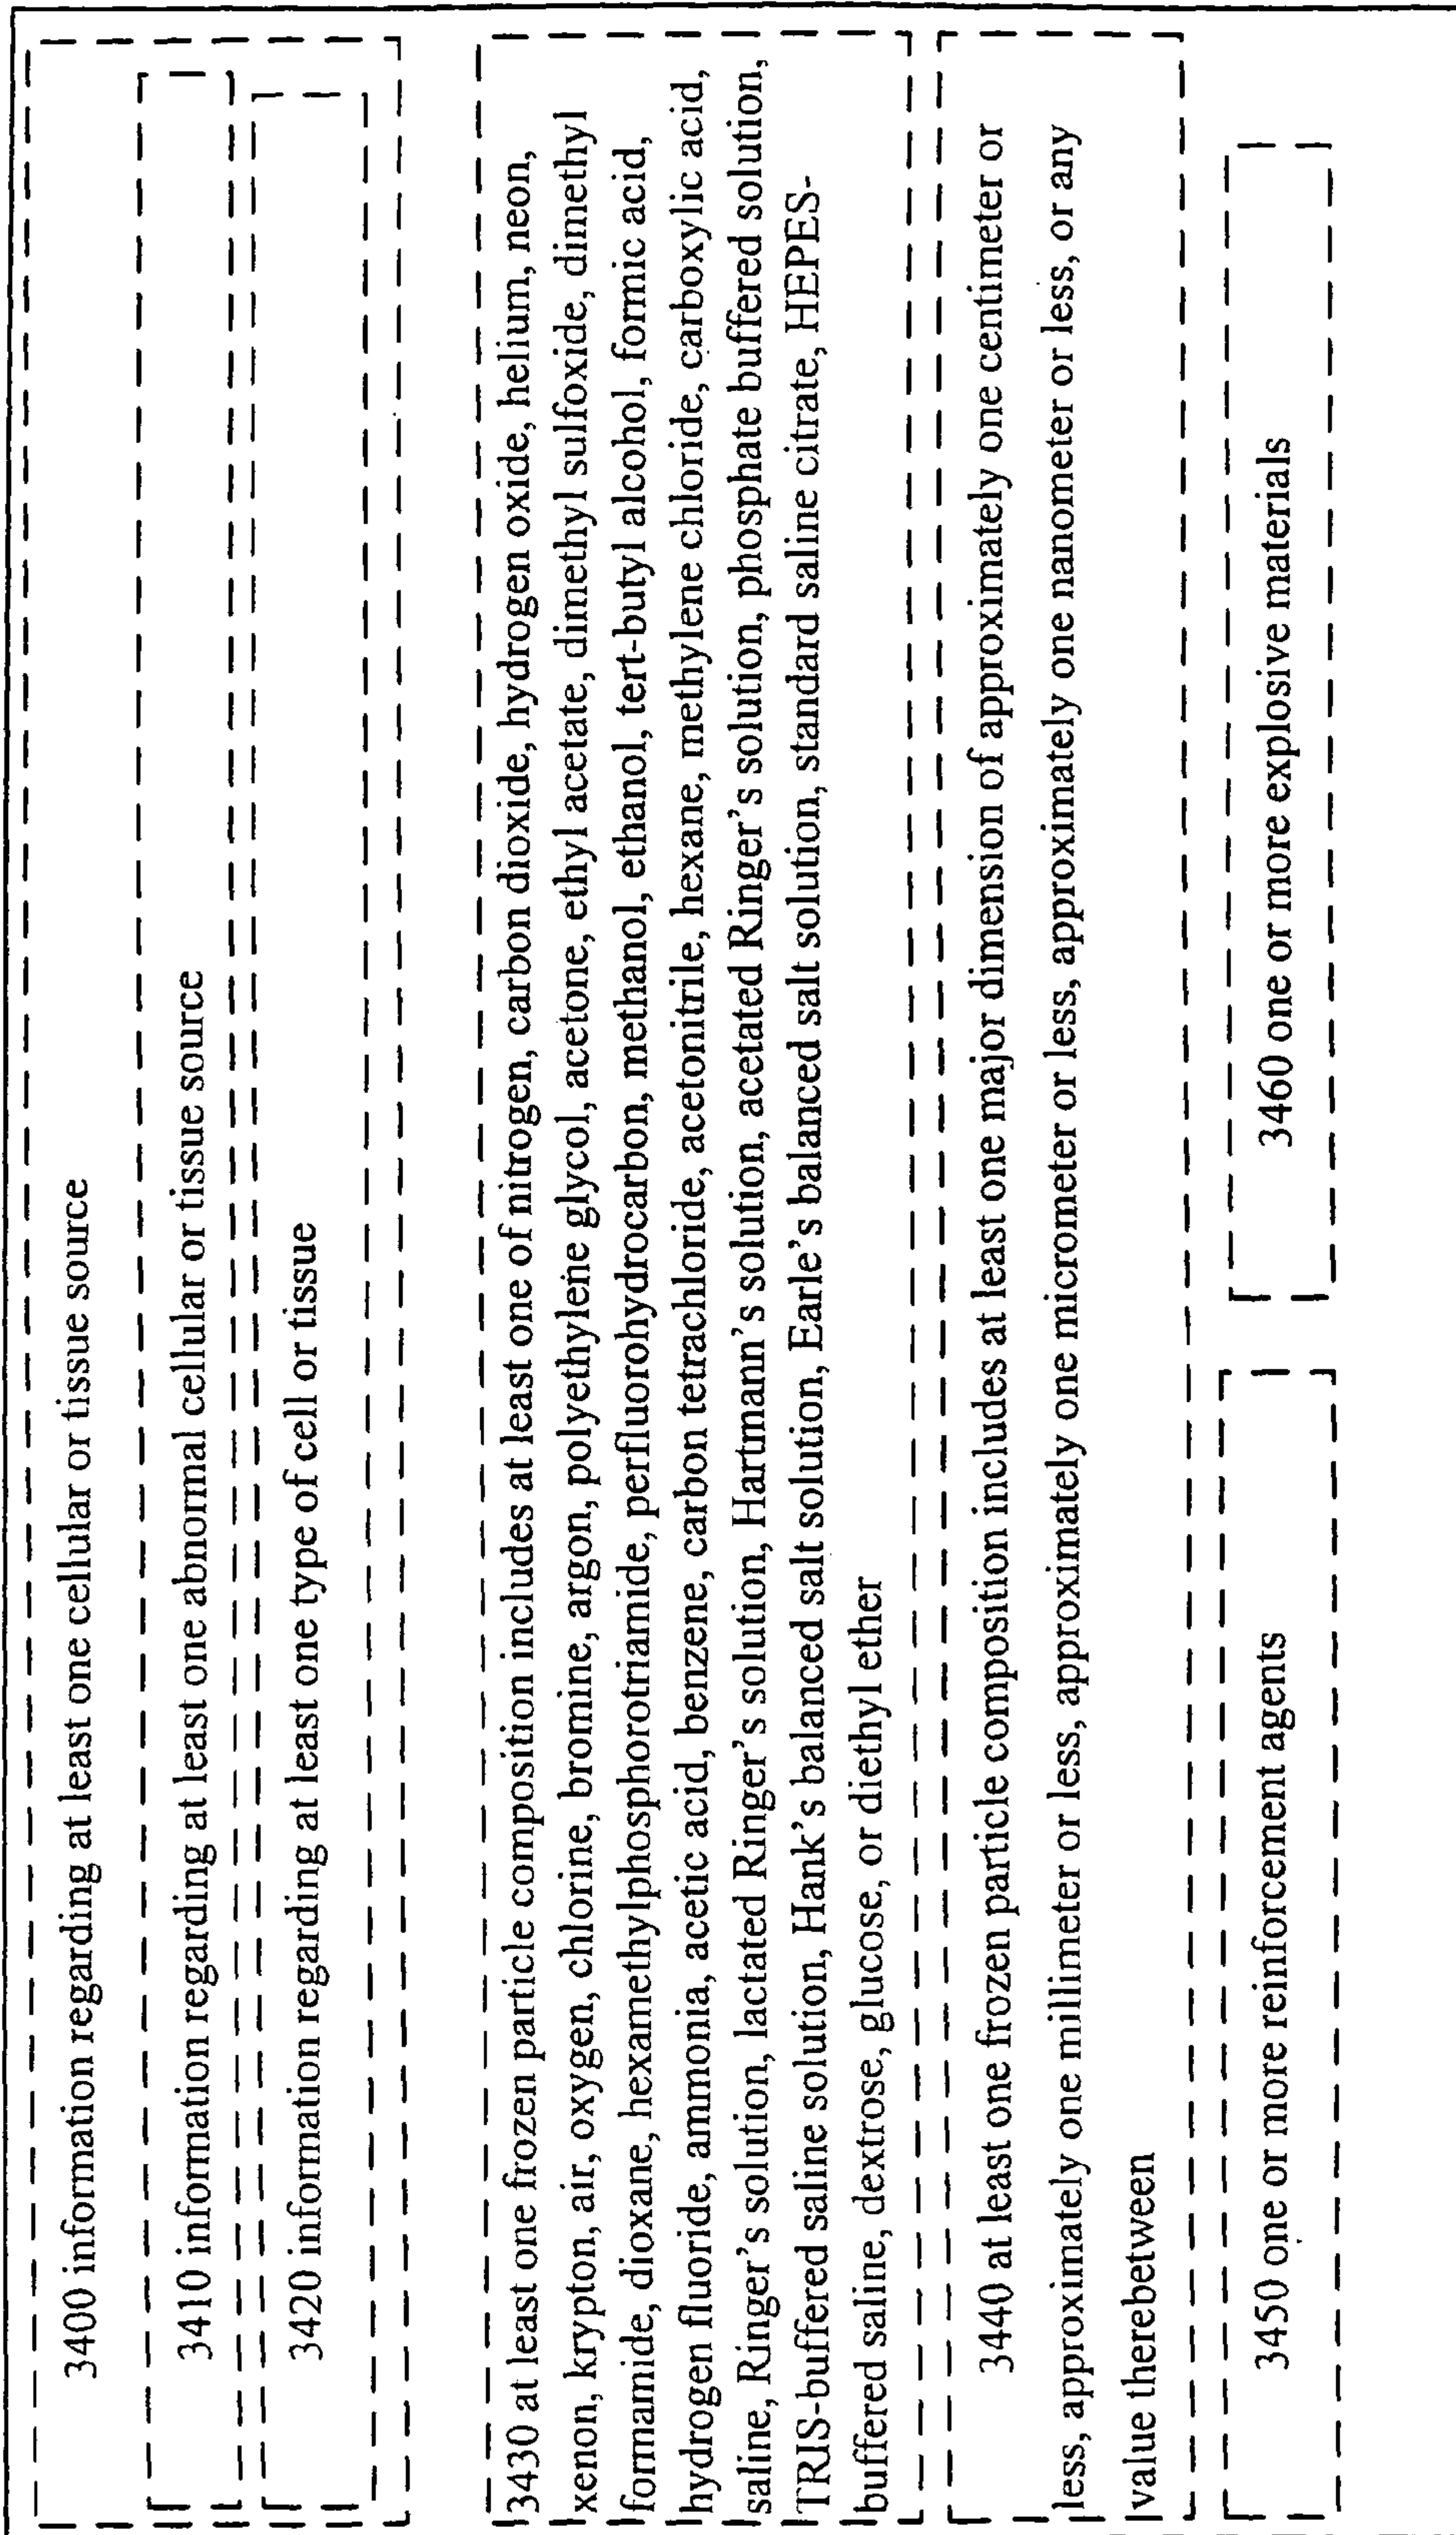 3400 information regarding at least one cellular or tissue source
3410 information regarding at least one abnormal cellular or tissue source
3420 information regarding at least one type of cell or tissue
3430 at least one frozen particle composition includes at least one of nitrogen, carbon dioxide, hydrogen oxide, helium, neon,
xenon, krypton, air, oxygen, chlorine, bromine, argon, polyethylene glycol, acetone, ethyl acetate, dimethyl sulfoxide, dimethyl
formamide, dioxane, hexamethylphosphorotriamide, perfluorohydrocarbon, methanol, ethanol, tert-butyl alcohol, formic acid,
hydrogen fluoride, ammonia, acetic acid, benzene, carbon tetrachloride, acetonitrile, hexane, methylene chloride, carboxylic acid,
saline, Ringer's solution, lactated Ringer's solution, Hartmann's solution, acetated Ringer's solution, phosphate buffered solution,
TRIS-buffered saline solution, Hank's balanced salt solution, Earle's balanced salt solution, standard saline citrate, HEPES-
buffered saline, dextrose, glucose, or diethyl ether
3440 at least one frozen particle composition includes at least one major dimension of approximately one centimeter or
less, approximately one millimeter or less, approximately one micrometer or less, approximately one nanometer or less, or any
value therebetween
3450 one or more reinforcement agents
3460 one or more explosive materials